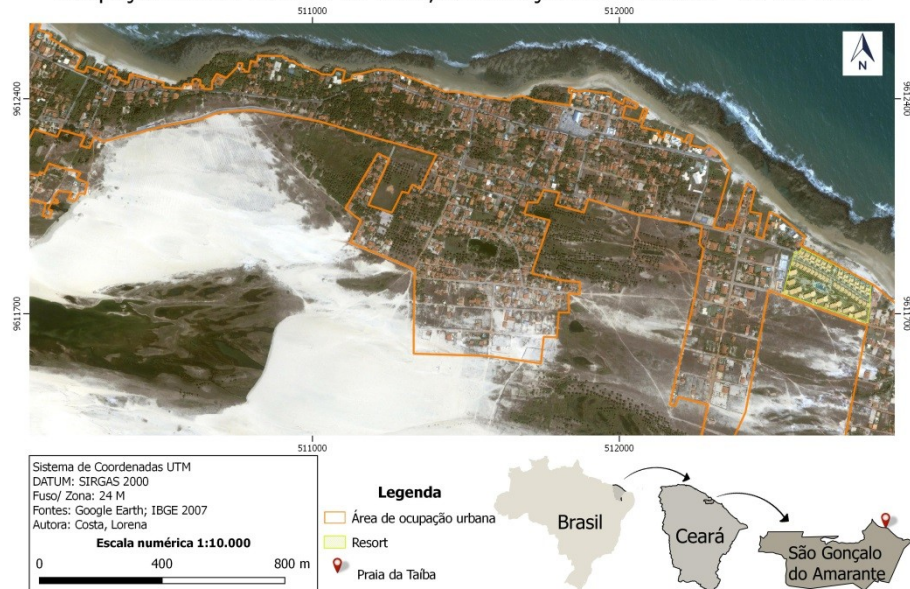 511000
512000
N
9612400
9612400
9611700
9611700
511000
512000
Sistema de Coordenadas UTM
DATUM: SIRGAS 2000
Fuso/ Zona: 24 M
Fontes: Google Earth; IBGE 2007
Autora: Costa, Lorena
Escala numérica 1:10.000
0 400 800 m
Legenda
Área de ocupação urbana
Resort
Praia da Taíba
Brasil
Ceará
São Gonçalo
do Amarante